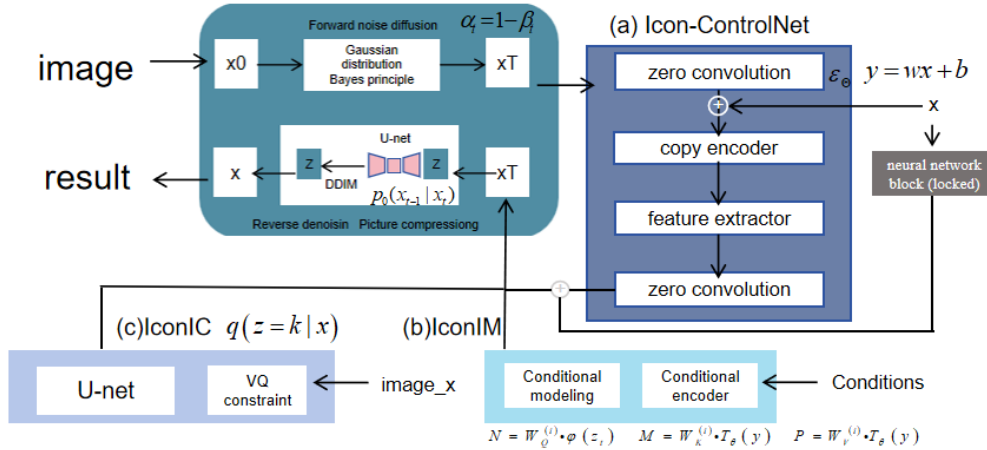 Forward noise diffusion
α_t = 1 − β_t
(a) Icon-ControlNet
image
x0
Gaussian
distribution
Bayes principle
xT
zero convolution
ε_Θ
y = wx + b
+
x
copy encoder
neural network
block (locked)
result
x
z
U-net
DDIM
z
p_0(x_{t−1} | x_t)
xT
feature extractor
Reverse denoisin
Picture compressiong
zero convolution
+
(c)IconIC
q(z = k | x)
(b)IconIM
U-net
VQ
constraint
image_x
Conditional
modeling
Conditional
encoder
Conditions
N = W_Q^{(i)} • φ(z_t)
M = W_K^{(i)} • T_θ(y)
P = W_V^{(i)} • T_θ(y)